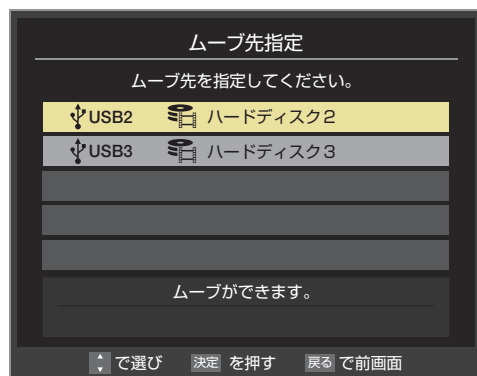 ムーブ先指定
ムーブ先を指定してください。
USB2 ハードディスク2
USB3 ハードディスク3
ムーブができます。
で選び 決定 を押す 戻る で前画面